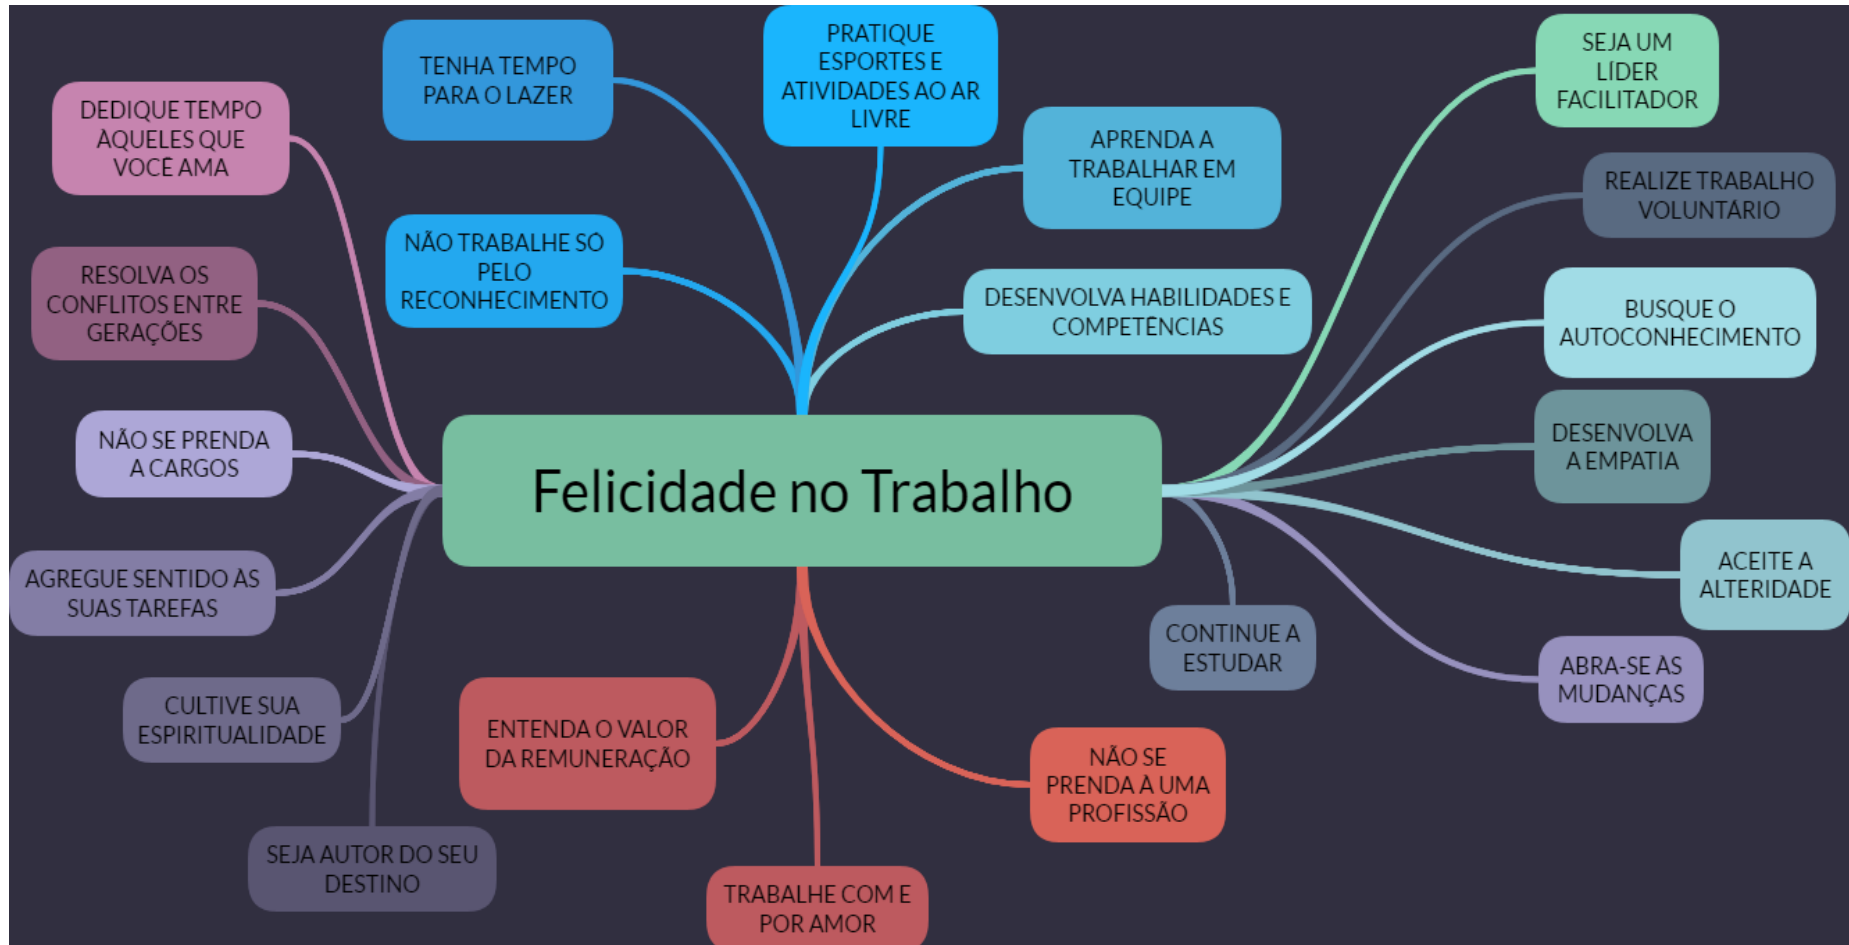 TENHA TEMPO
PARA O LAZER
PRATIQUE
ESPORTES E
ATIVIDADES AO AR
LIVRE
SEJA UM
LÍDER
FACILITADOR
DEDIQUE TEMPO
ÀQUELES QUE
VOCÊ AMA
APRENDA A
TRABALHAR EM
EQUIPE
REALIZE TRABALHO
VOLUNTÁRIO
NÃO TRABALHE SÓ
PELO
RECONHECIMENTO
RESOLVA OS
CONFLITOS ENTRE
GERAÇÕES
DESENVOLVA HABILIDADES E
COMPETÊNCIAS
BUSQUE O
AUTOCONHECIMENTO
NÃO SE PRENDA
A CARGOS
DESENVOLVA
A EMPATIA
Felicidade no Trabalho
AGREGUE SENTIDO ÀS
SUAS TAREFAS
ACEITE A
ALTERIDADE
CONTINUE A
ESTUDAR
ABRA-SE ÀS
MUDANÇAS
CULTIVE SUA
ESPIRITUALIDADE
ENTENDA O VALOR
DA REMUNERAÇÃO
NÃO SE
PRENDA À UMA
PROFISSÃO
SEJA AUTOR DO SEU
DESTINO
TRABALHE COM E
POR AMOR